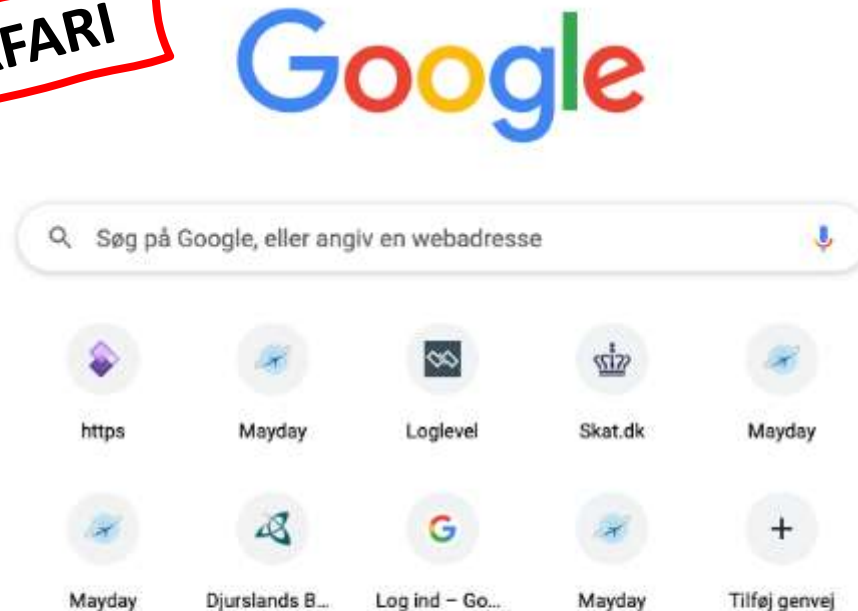 FARI
Google
Søg på Google, eller angiv en webadresse
https
Mayday
Loglevel
Skat.dk
Mayday
Mayday
Djurslands B...
Log ind – Go...
Mayday
Tilføj genvej